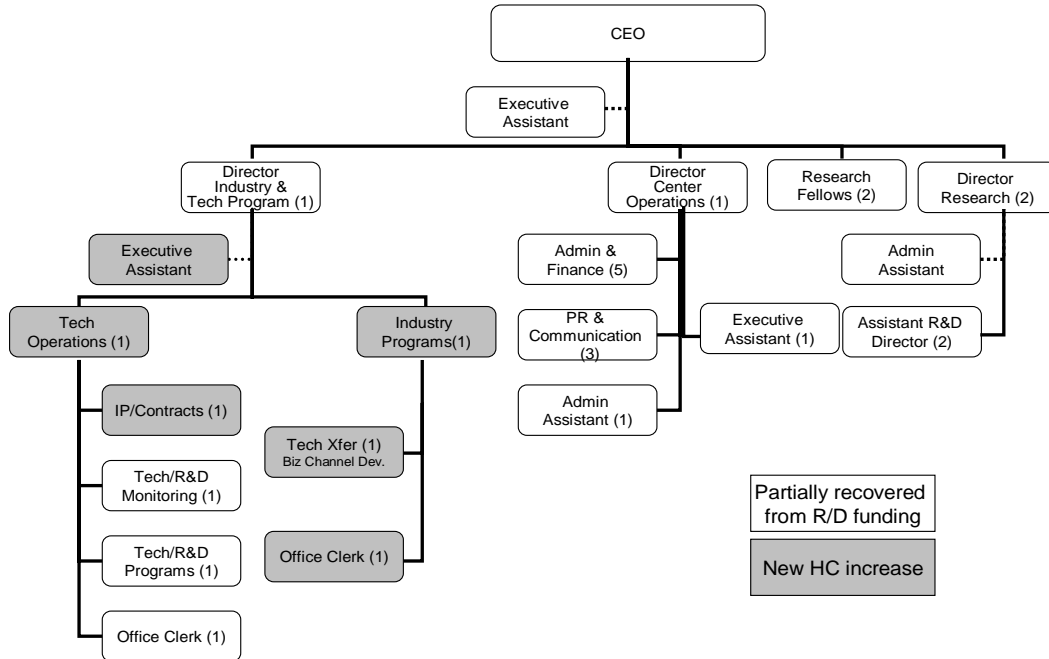 CEO
Executive
Assistant
Director
Industry &
Tech Program (1)
Director
Center
Operations (1)
Research
Fellows (2)
Director
Research (2)
Executive
Assistant
Admin &
Finance (5)
Admin
Assistant
Tech
Operations (1)
Industry
Programs(1)
PR &
Communication
(3)
Executive
Assistant (1)
Assistant R&D
Director (2)
IP/Contracts (1)
Admin
Assistant (1)
Tech Xfer (1)
Biz Channel Dev.
Tech/R&D
Monitoring (1)
Tech/R&D
Programs (1)
Office Clerk (1)
Office Clerk (1)
Partially recovered
from R/D funding
New HC increase